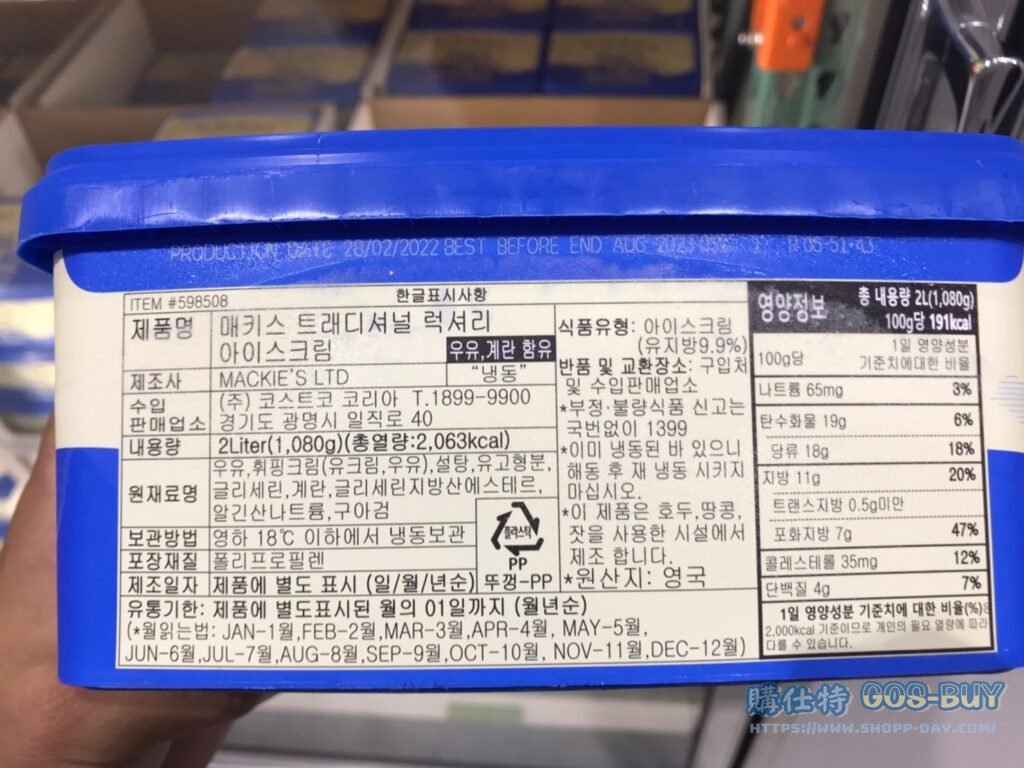 PRODUCTION DATE 28/02/2022 BEST BEFORE END AUG 2023
ITEM #598508
한글표시사항
제품명 매키스 트래디셔널 럭셔리
아이스크림 우유,계란 함유
제조사 MACKIE'S LTD "냉동"
수입
판매업소
(주) 코스트코 코리아 T.1899-9900
경기도 광명시 일직로 40
내용량 2Liter(1,080g)(총열량:2,063kcal)
원재료명
우유,휘핑크림(유크림,우유),설탕,유고형분,
글리세린,계란,글리세린지방산에스테르,
알긴산나트륨,구아검
보관방법 영하 18℃ 이하에서 냉동보관
포장재질 폴리프로필렌
플라스틱
PP
제조일자 제품에 별도 표시 (일/월/년순) 뚜껑-PP
식품유형: 아이스크림
(유지방9.9%)
반품 및 교환장소: 구입처
및 수입판매업소
*부정·불량식품 신고는
국번없이 1399
*이미 냉동된 바 있으니
해동 후 재 냉동 시키지
마십시오.
*이 제품은 호두,땅콩,
잣을 사용한 시설에서
제조 합니다.
*원산지: 영국
유통기한: 제품에 별도표시된 월의 01일까지 (월년순)
(*월읽는법: JAN-1월,FEB-2월,MAR-3월,APR-4월, MAY-5월,
JUN-6월,JUL-7월,AUG-8월,SEP-9월,OCT-10월, NOV-11월,DEC-12월)
영양정보 총 내용량 2L(1,080g)
100g당 191kcal
100g당 1일 영양성분
기준치에대한 비율
나트륨 65mg 3%
탄수화물 19g 6%
당류 18g 18%
지방 11g 20%
트랜스지방 0.5g미만
포화지방 7g 47%
콜레스테롤 35mg 12%
단백질 4g 7%
1일 영양성분 기준치에 대한 비율(%)은
2,000kcal 기준이므로 개인의 필요 열량에 따라
다를 수 있습니다.
購仕特 GOS-BUY
HTTPS://WWW.SHOPP-DAY.COM/